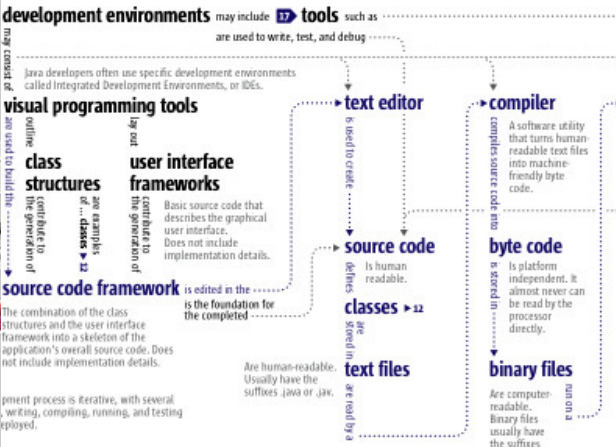 development environments may include 17 tools such as
are used to write, test, and debug
may consist of
Java developers often use specific development environments
called Integrated Development Environments, or IDEs.
visual programming tools
are used to build the
outline
lay out
class
structures
user interface
frameworks
contribute to
the generation of
are examples
of ... classes ▸ 12
contribute to
the generation of
Basic source code that
describes the graphical
user interface.
Does not include
implementation details.
source code framework is edited in the
is the foundation for
the completed
The combination of the class
structures and the user interface
framework into a skeleton of the
application's overall source code. Does
not include implementation details.
pment process is iterative, with several
, writing, compiling, running, and testing
eployed.
text editor
is used to create
source code
Is human
readable.
defines
classes ▸ 12
are
stored in
text files
Are human-readable.
Usually have the
suffixes .java or .jav.
are read by a
compiler
A software utility
that turns human-
readable text files
into machine-
friendly byte
code.
compiles source code into
byte code
Is platform
independent. It
almost never can
be read by the
processor
directly.
is stored in
binary files
Are computer-
readable.
Binary files
usually have
the suffixes
run on a